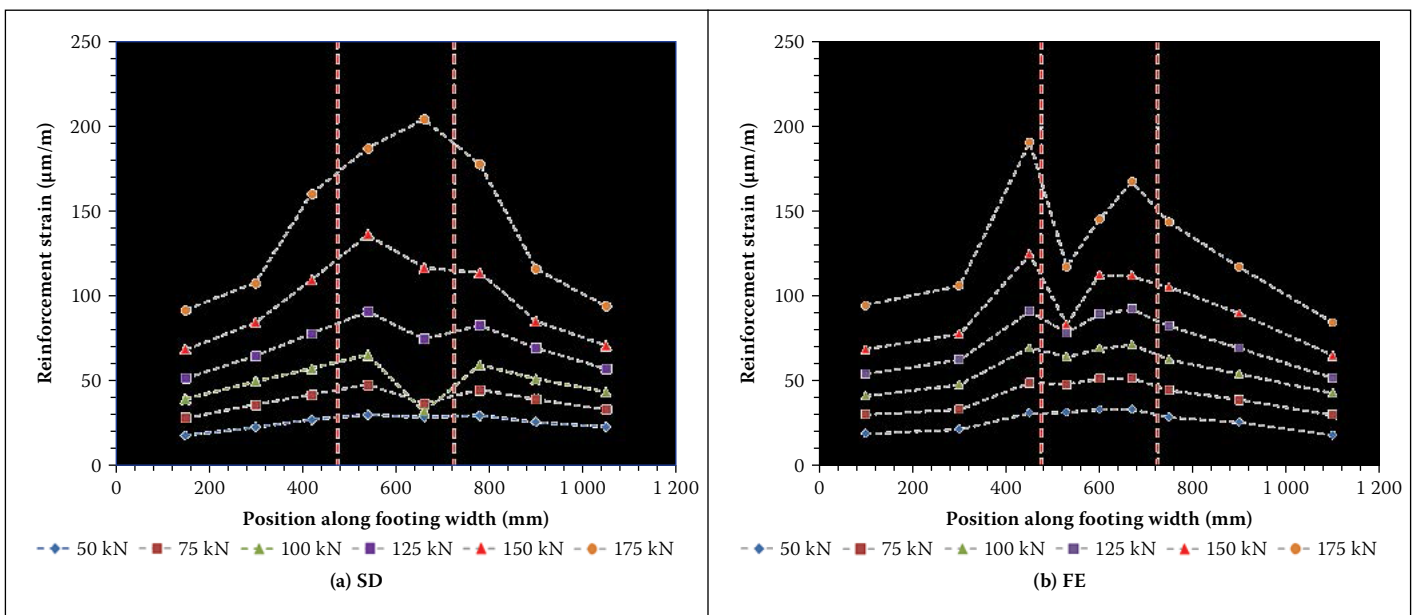 250
200
150
100
50
0
Reinforcement strain (μm/m)
0 200 400 600 800 1 000 1 200
Position along footing width (mm)
50 kN 75 kN 100 kN 125 kN 150 kN 175 kN
(a) SD
250
200
150
100
50
0
Reinforcement strain (μm/m)
0 200 400 600 800 1 000 1 200
Position along footing width (mm)
50 kN 75 kN 100 kN 125 kN 150 kN 175 kN
(b) FE